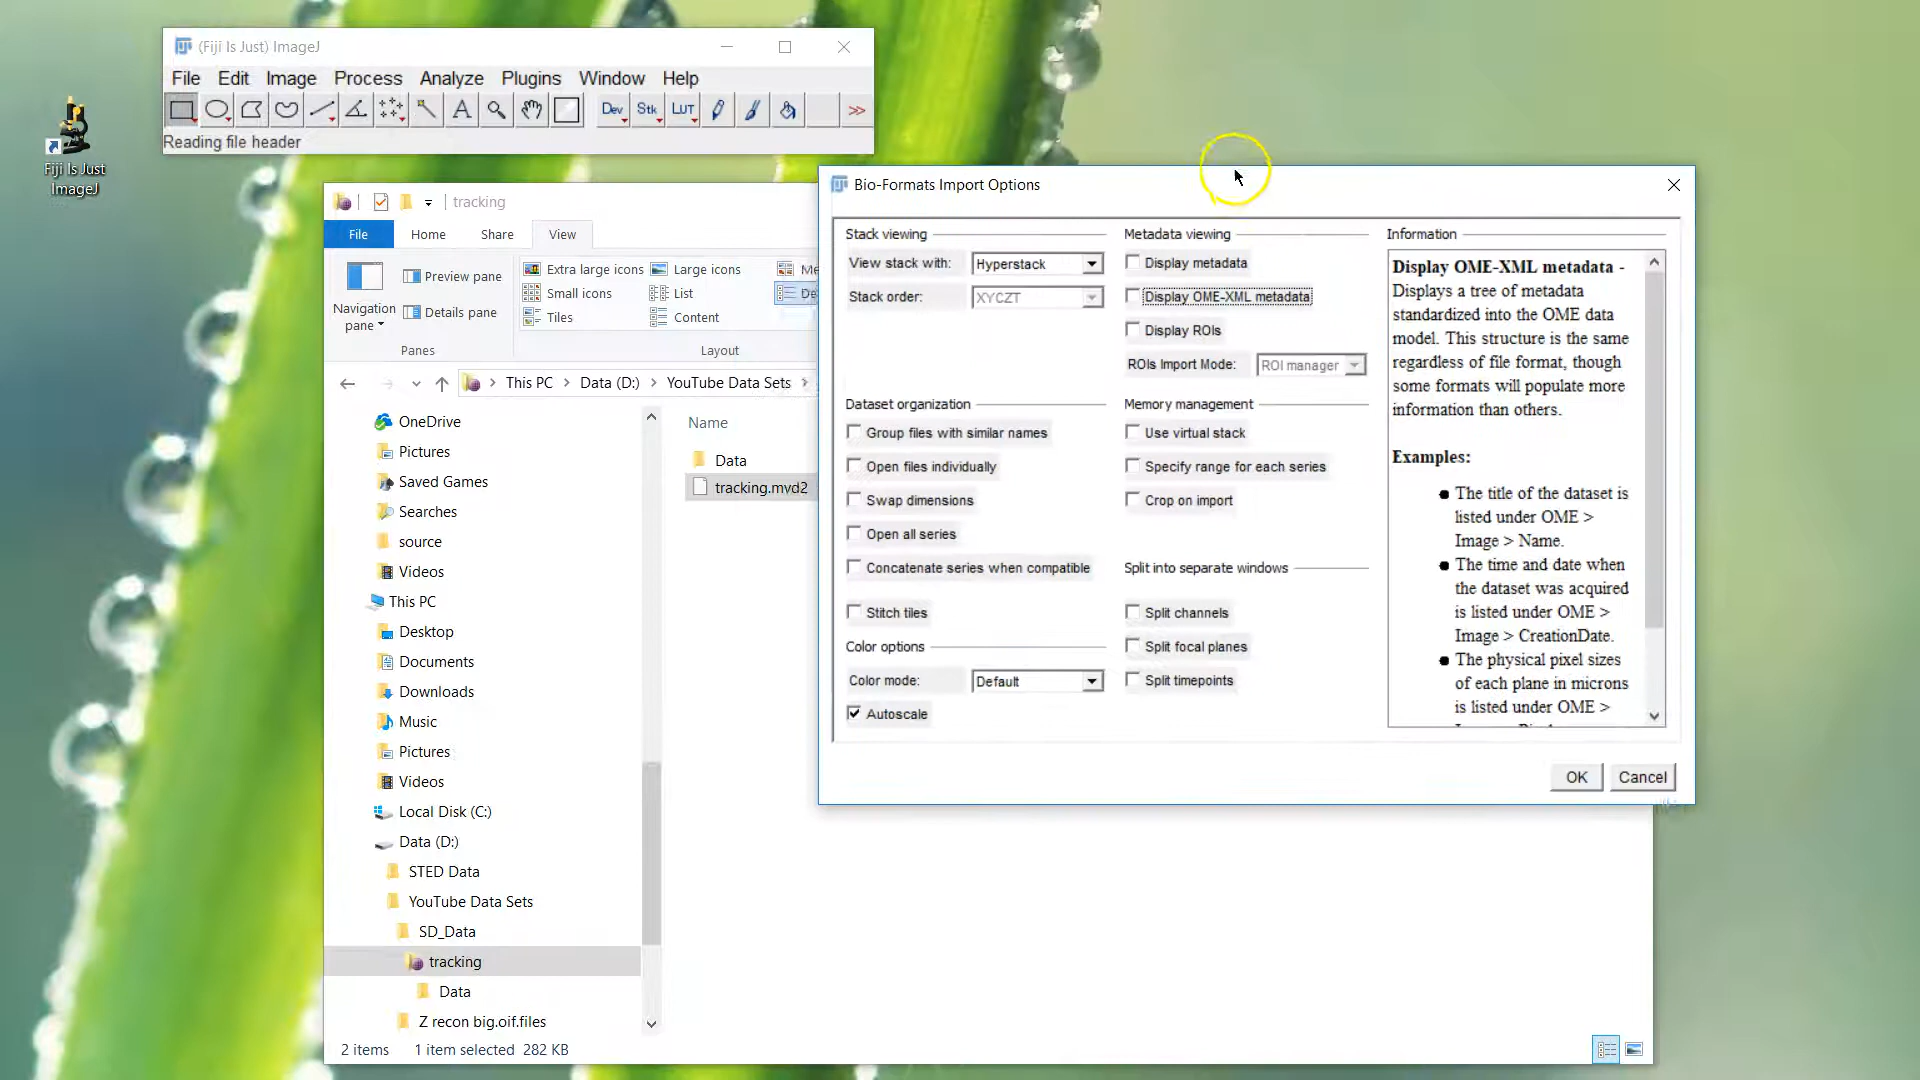 (Fiji Is Just) ImageJ
File Edit Image Process Analyze Plugins Window Help
A Dev Stk LUT >>
Reading file header
Fiji Is Just
ImageJ
tracking
File Home Share View
Navigation
pane
Preview pane
Details pane
Panes
Extra large icons Large icons
Small icons List
Tiles Content
Layout
This PC > Data (D:) > YouTube Data Sets >
OneDrive
Pictures
Saved Games
Searches
source
Videos
This PC
Desktop
Documents
Downloads
Music
Pictures
Videos
Local Disk (C:)
Data (D:)
STED Data
YouTube Data Sets
SD_Data
tracking
Data
Z recon big.oif.files
Name
Data
tracking.mvd2
2 items 1 item selected 282 KB
Bio-Formats Import Options
Stack viewing
View stack with: Hyperstack
Stack order: XYCZT
Dataset organization
Group files with similar names
Open files individually
Swap dimensions
Open all series
Concatenate series when compatible
Stitch tiles
Color options
Color mode: Default
Autoscale
Metadata viewing
Display metadata
Display OME-XML metadata
Display ROIs
ROIs Import Mode: ROI manager
Memory management
Use virtual stack
Specify range for each series
Crop on import
Split into separate windows
Split channels
Split focal planes
Split timepoints
Information
Display OME-XML metadata -
Displays a tree of metadata
standardized into the OME data
model. This structure is the same
regardless of file format, though
some formats will populate more
information than others.
Examples:
The title of the dataset is
listed under OME >
Image > Name.
The time and date when
the dataset was acquired
is listed under OME >
Image > CreationDate.
The physical pixel sizes
of each plane in microns
is listed under OME >
OK Cancel